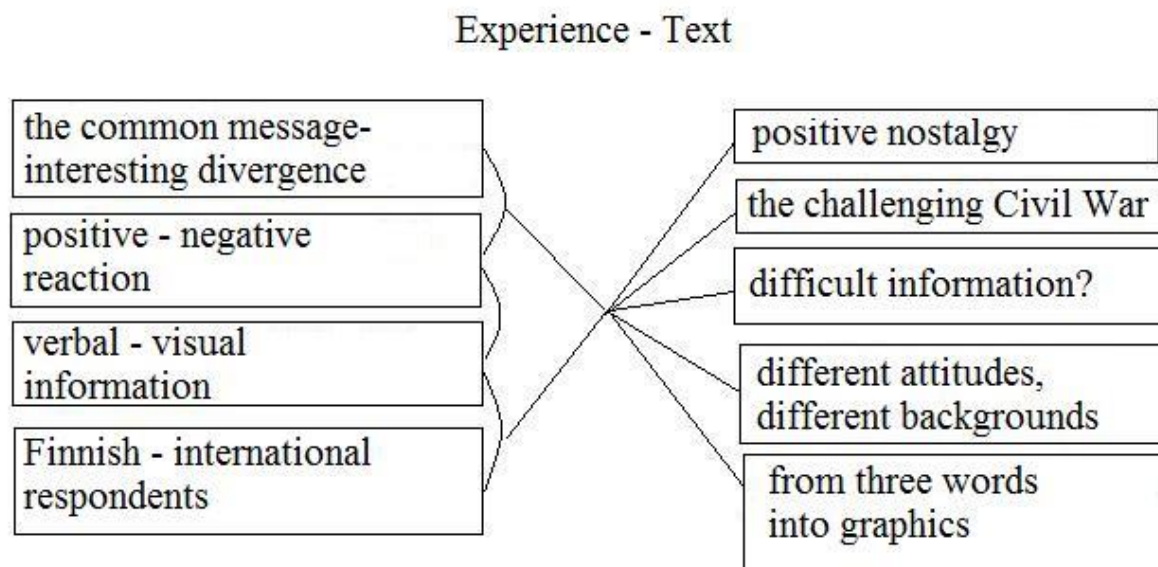 Experience - Text
the common message-
interesting divergence
positive - negative
reaction
verbal - visual
information
Finnish - international
respondents
positive nostalgy
the challenging Civil War
difficult information?
different attitudes,
different backgrounds
from three words
into graphics